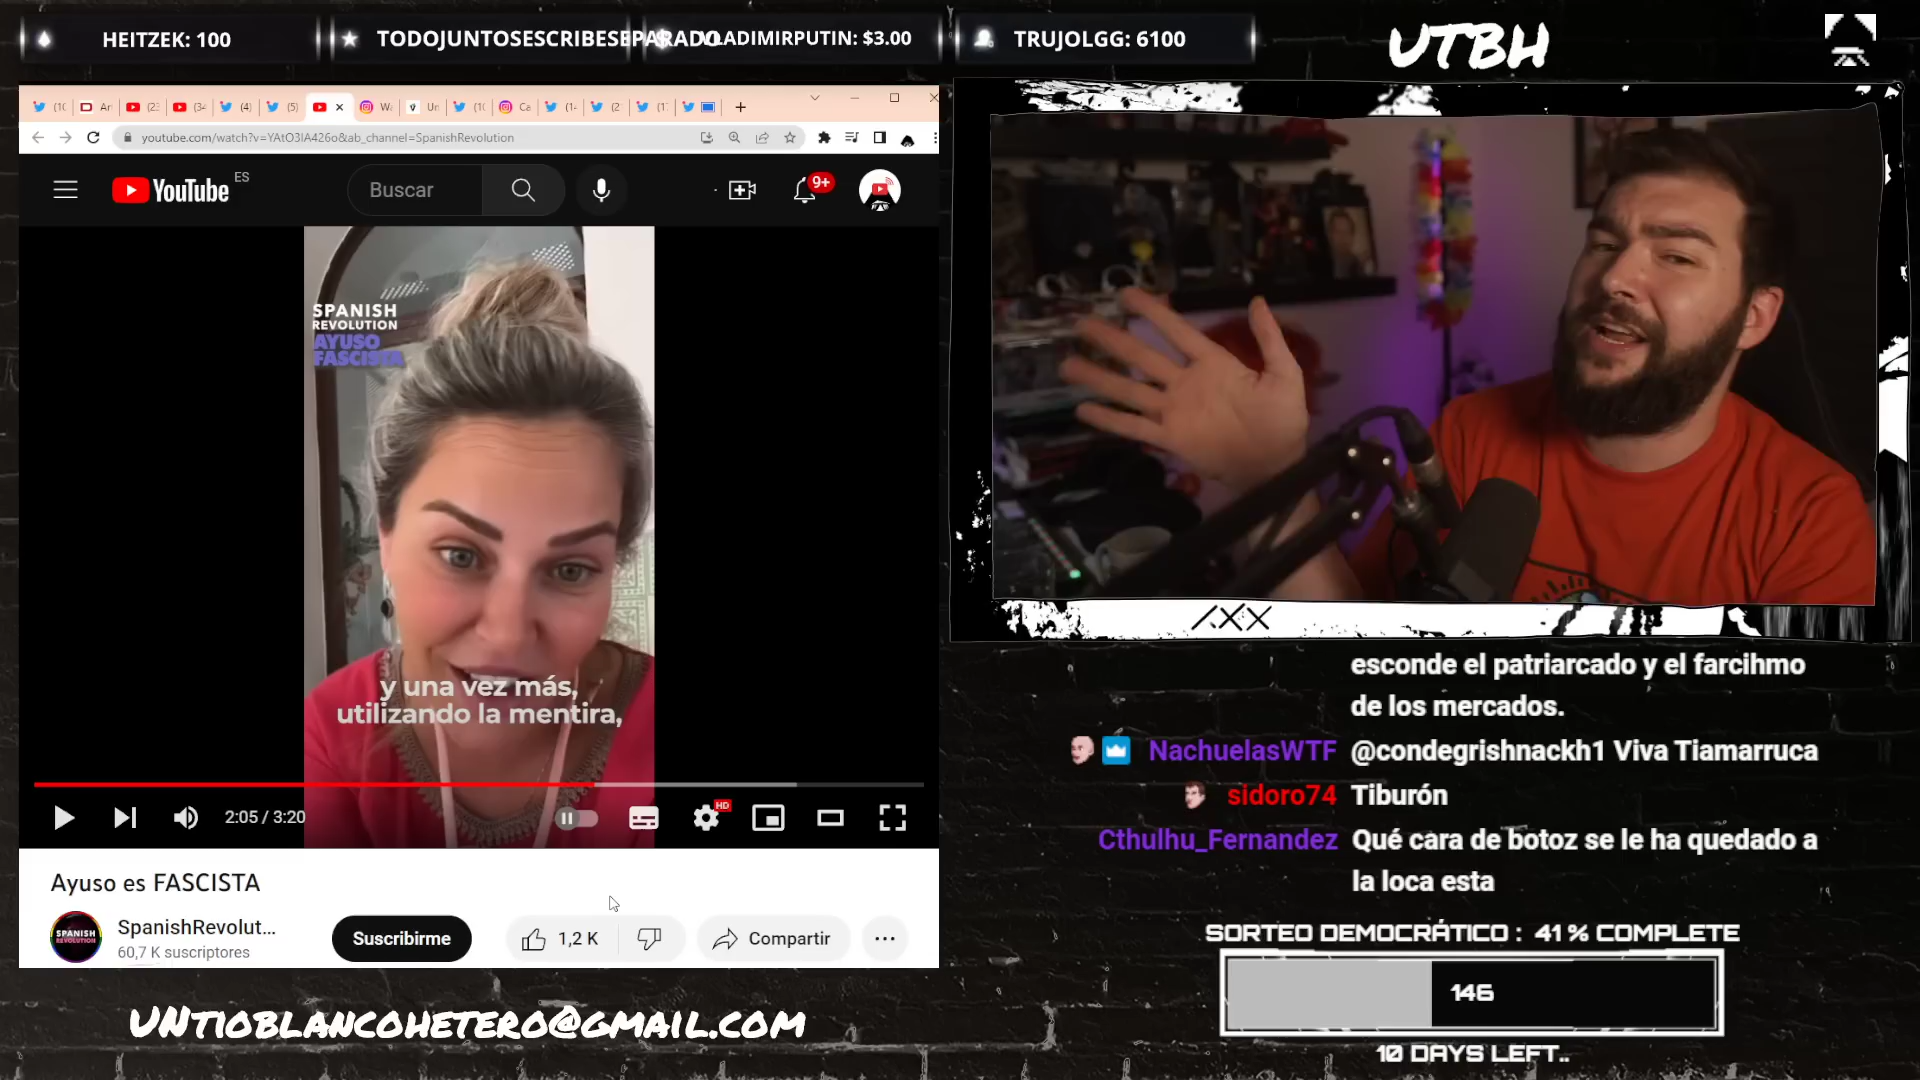 HEITZEK: 100
TODOJUNTOSESCRIBESEPARADO
VLADIMIRPUTIN: $3.00
TRUJOLGG: 6100
UTBH
youtube.com/watch?v=YAtO3IA426o&ab_channel=SpanishRevolution
YouTube ES
Buscar
9+
SPANISH
REVOLUTION
AYUSO
FASCISTA
y una vez más,
utilizando la mentira,
2:05 / 3:20
HD
Ayuso es FASCISTA
SPANISH
REVOLUTION
SpanishRevolut...
60,7 K suscriptores
Suscribirme
1,2 K
Compartir
esconde el patriarcado y el farcihmo
de los mercados.
NachuelasWTF @condegrishnackh1 Viva Tiamarruca
sidoro74 Tiburón
Cthulhu_Fernandez Qué cara de botoz se le ha quedado a
la loca esta
SORTEO DEMOCRÁTICO : 41 % COMPLETE
146
10 DAYS LEFT..
UNTIOBLANCOHETERO@GMAIL.COM